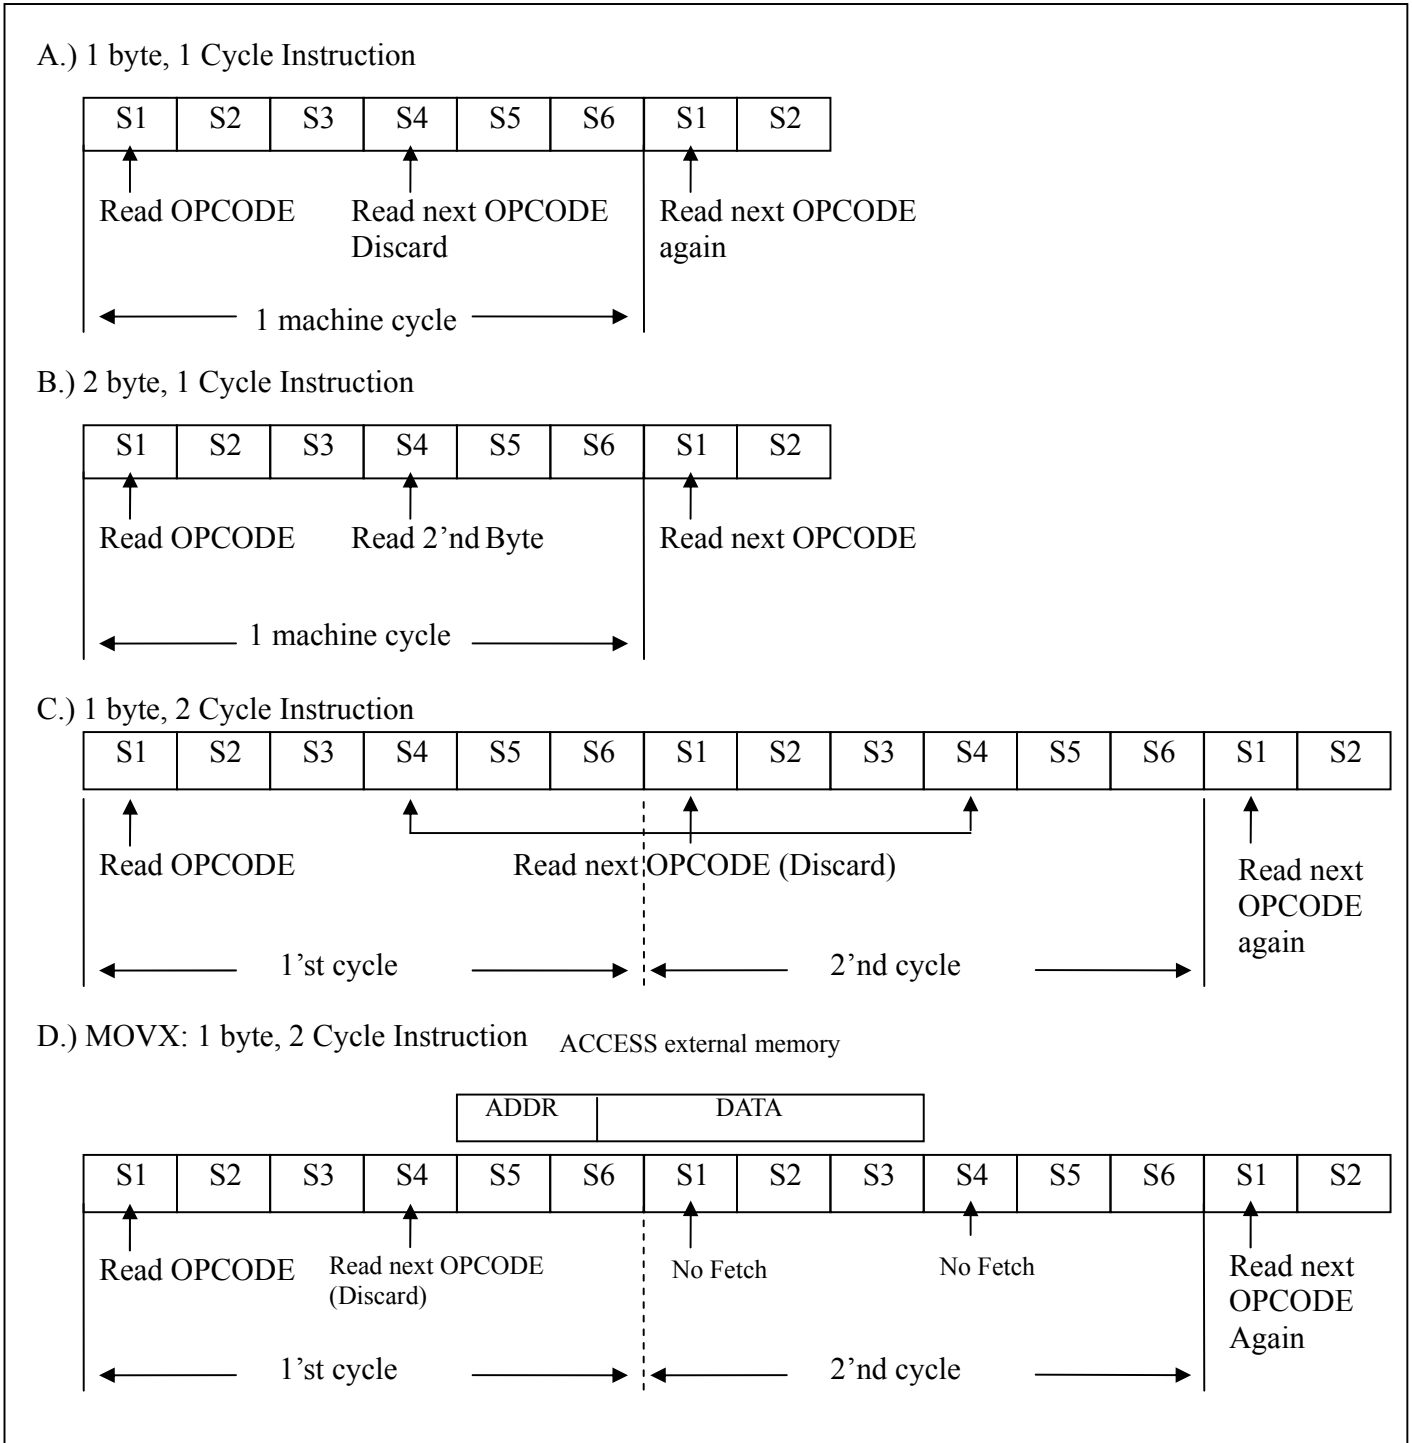 A.) 1 byte, 1 Cycle Instruction
S1 S2 S3 S4 S5 S6 S1 S2
Read OPCODE Read next OPCODE Read next OPCODE
Discard again
1 machine cycle
B.) 2 byte, 1 Cycle Instruction
S1 S2 S3 S4 S5 S6 S1 S2
Read OPCODE Read 2’nd Byte Read next OPCODE
1 machine cycle
C.) 1 byte, 2 Cycle Instruction
S1 S2 S3 S4 S5 S6 S1 S2 S3 S4 S5 S6 S1 S2
Read OPCODE Read next OPCODE (Discard) Read next
OPCODE
again
1’st cycle 2’nd cycle
D.) MOVX: 1 byte, 2 Cycle Instruction ACCESS external memory
ADDR DATA
S1 S2 S3 S4 S5 S6 S1 S2 S3 S4 S5 S6 S1 S2
Read OPCODE Read next OPCODE No Fetch No Fetch Read next
(Discard) OPCODE
Again
1’st cycle 2’nd cycle